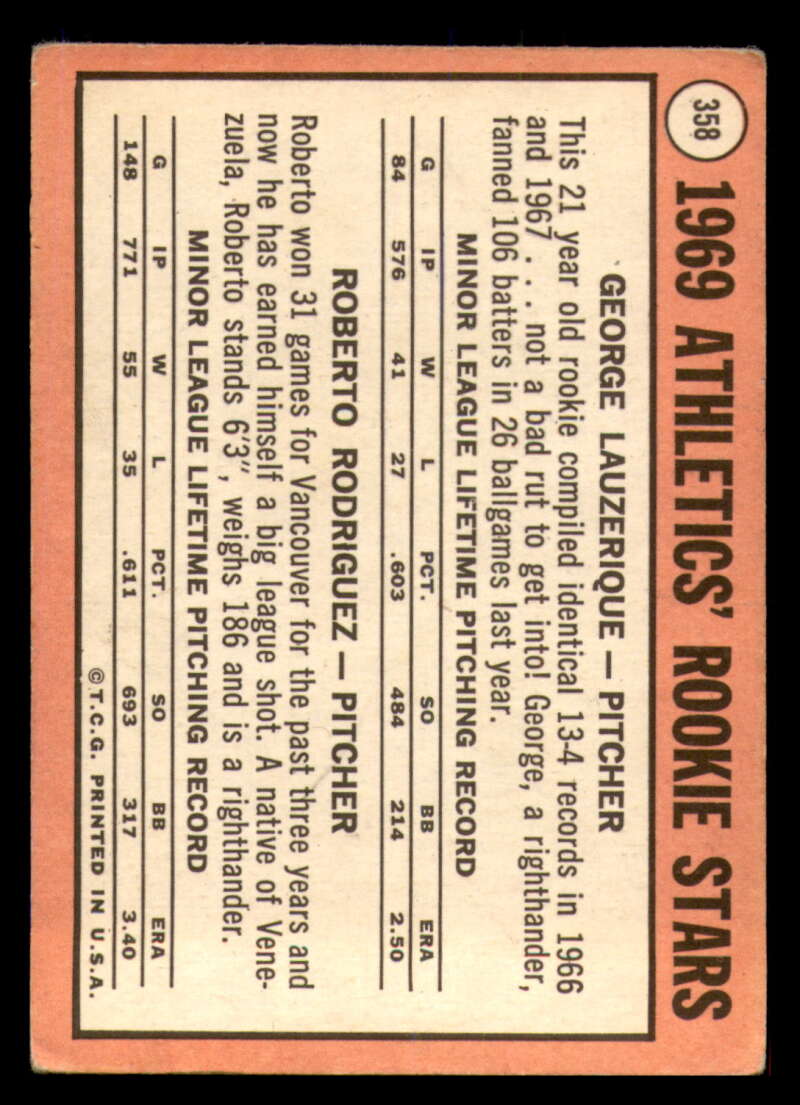 358
1969 ATHLETICS' ROOKIE STARS
GEORGE LAUZERIQUE — PITCHER
This 21 year old rookie compiled identical 13-4 records in 1966
and 1967 . . . not a bad rut to get into! George, a righthander,
fanned 106 batters in 26 ballgames last year.
MINOR LEAGUE LIFETIME PITCHING RECORD
G IP W L PCT. SO BB ERA
84 576 41 27 .603 484 214 2.50
ROBERTO RODRIGUEZ — PITCHER
Roberto won 31 games for Vancouver for the past three years and
now he has earned himself a big league shot. A native of Vene-
zuela, Roberto stands 6'3", weighs 186 and is a righthander.
MINOR LEAGUE LIFETIME PITCHING RECORD
G IP W L PCT. SO BB ERA
148 771 55 35 .611 693 317 3.40
© T.C.G. PRINTED IN U.S.A.